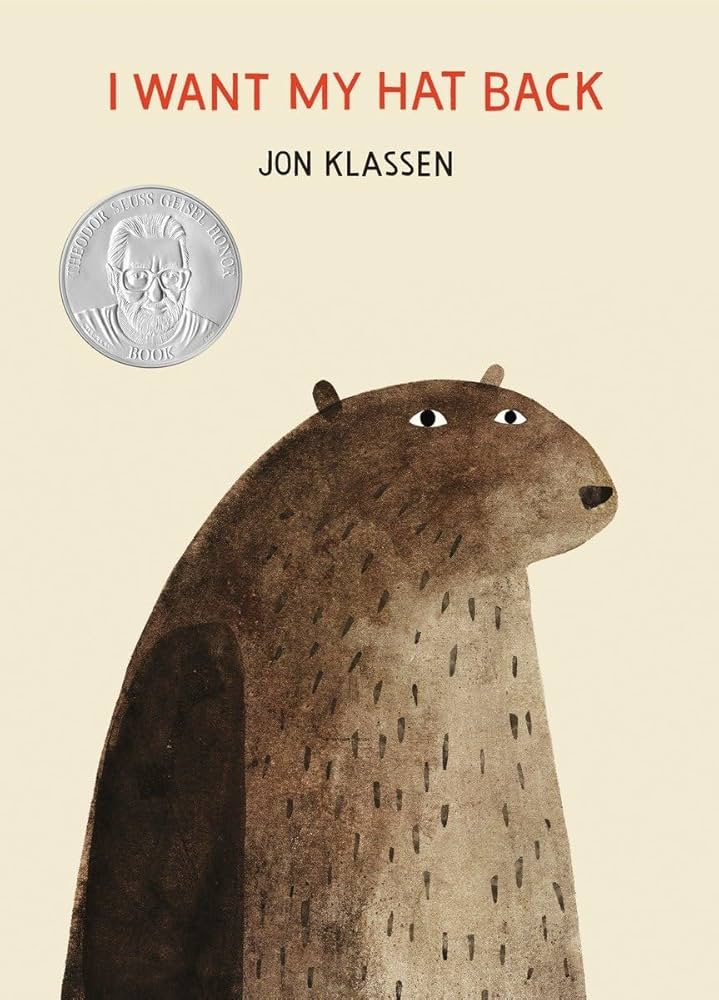 I WANT MY HAT BACK
JON KLASSEN
THEODOR SEUSS GEISEL HONOR
BOOK